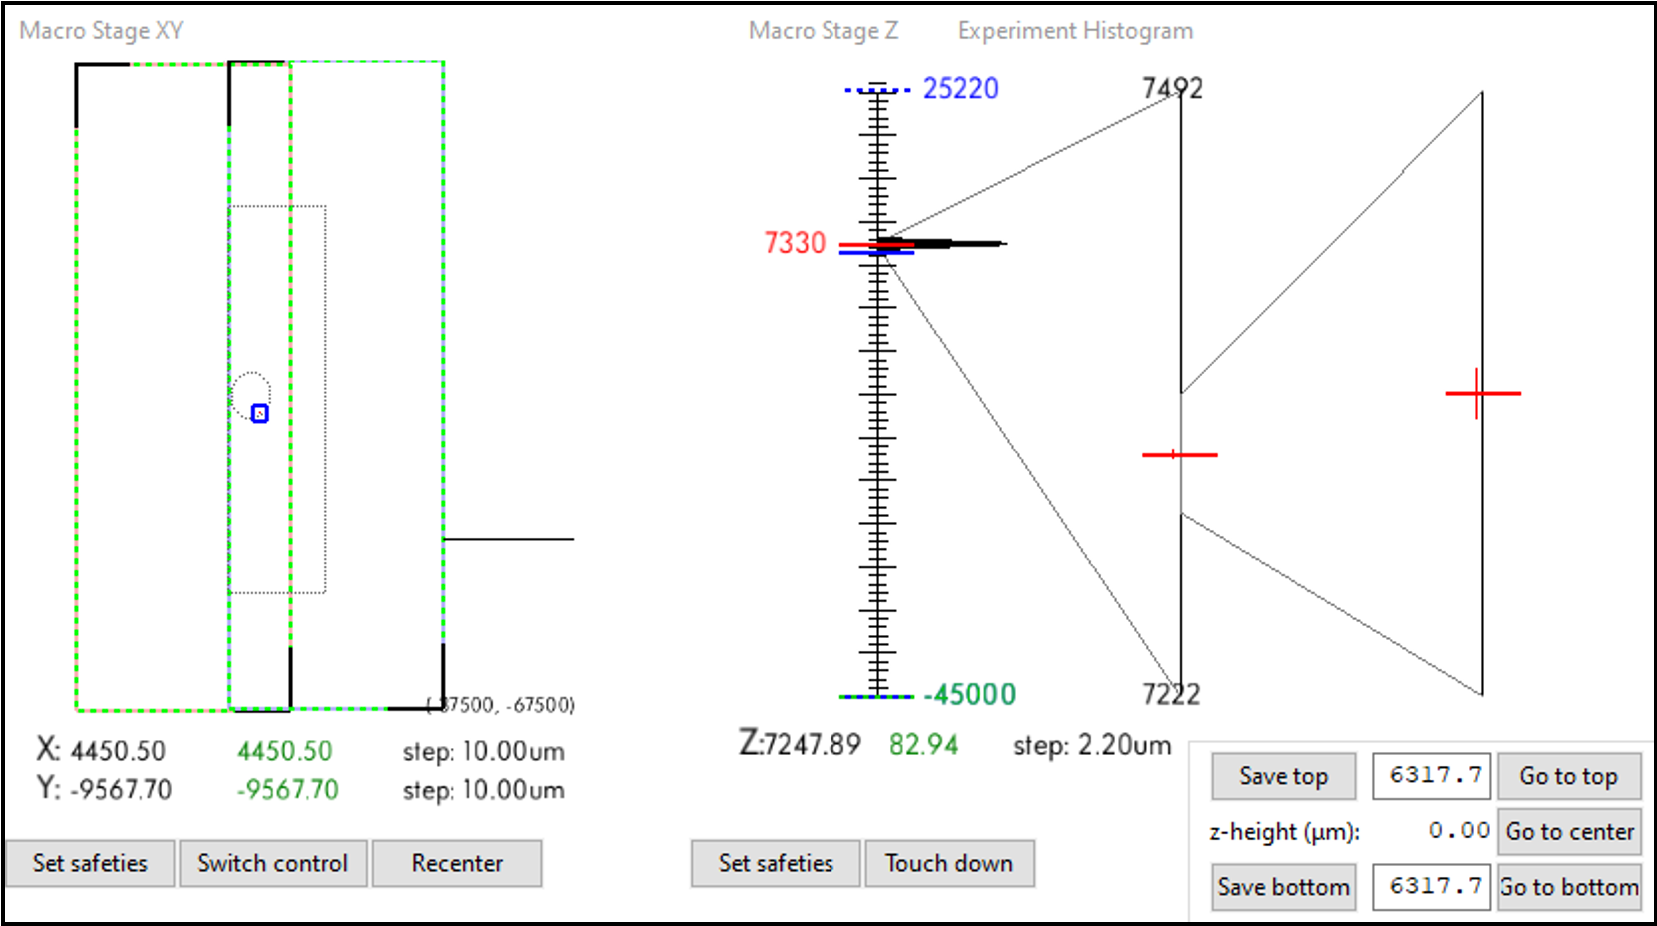 Macro Stage XY
Macro Stage Z Experiment Histogram
25220
7492
7330
-45000
7222
-67500)
X: 4450.50 4450.50 step: 10.00um
Y: -9567.70 -9567.70 step: 10.00um
Z:7247.89 82.94 step: 2.20um
Save top 6317.7 Go to top
z-height (µm): 0.00 Go to center
Save bottom 6317.7 Go to bottom
Set safeties Switch control Recenter
Set safeties Touch down